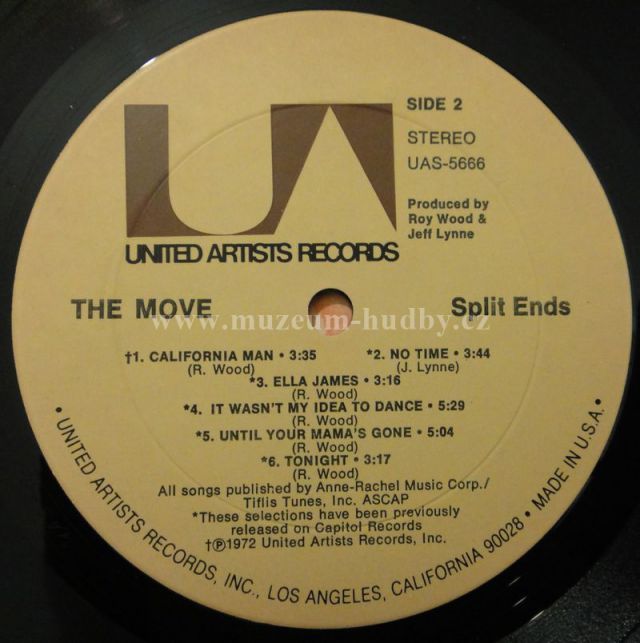 SIDE 2
STEREO
UAS-5666
Produced by
Roy Wood &
Jeff Lynne
UA
UNITED ARTISTS RECORDS
THE MOVE
Split Ends
www.muzeum-hudby.cz
†1. CALIFORNIA MAN • 3:35
(R. Wood)
*2. NO TIME • 3:44
(J. Lynne)
*3. ELLA JAMES • 3:16
(R. Wood)
*4. IT WASN'T MY IDEA TO DANCE • 5:29
(R. Wood)
*5. UNTIL YOUR MAMA'S GONE • 5:04
(R. Wood)
*6. TONIGHT • 3:17
(R. Wood)
All songs published by Anne-Rachel Music Corp./
Tiflis Tunes, Inc. ASCAP
*These selections have been previously
released on Capitol Records
†Ⓟ1972 United Artists Records, Inc.
• UNITED ARTISTS RECORDS, INC., LOS ANGELES, CALIFORNIA 90028 • MADE IN U.S.A. •